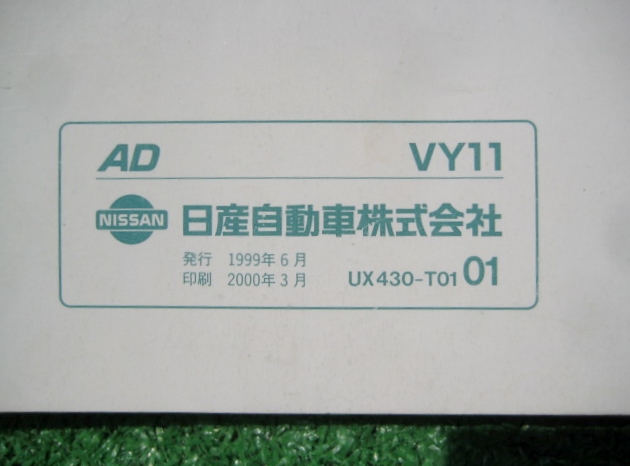 AD VY11
NISSAN 日産自動車株式会社
発行 1999年6月
印刷 2000年3月 UX430-T01 01